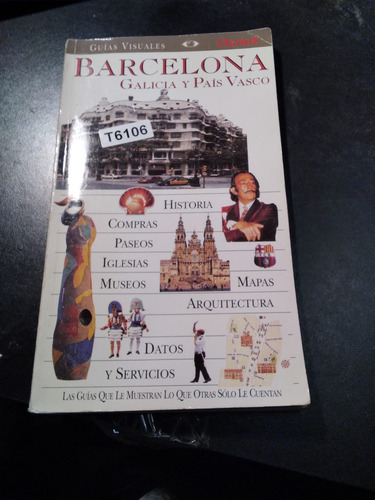 GUÍAS VISUALES
BARCELONA
GALICIA Y PAÍS VASCO
T6106
HISTORIA
COMPRAS
PASEOS
IGLESIAS
MUSEOS
MAPAS
ARQUITECTURA
DATOS
Y SERVICIOS
LAS GUÍAS QUE LE MUESTRAN LO QUE OTRAS SÓLO LE CUENTAN